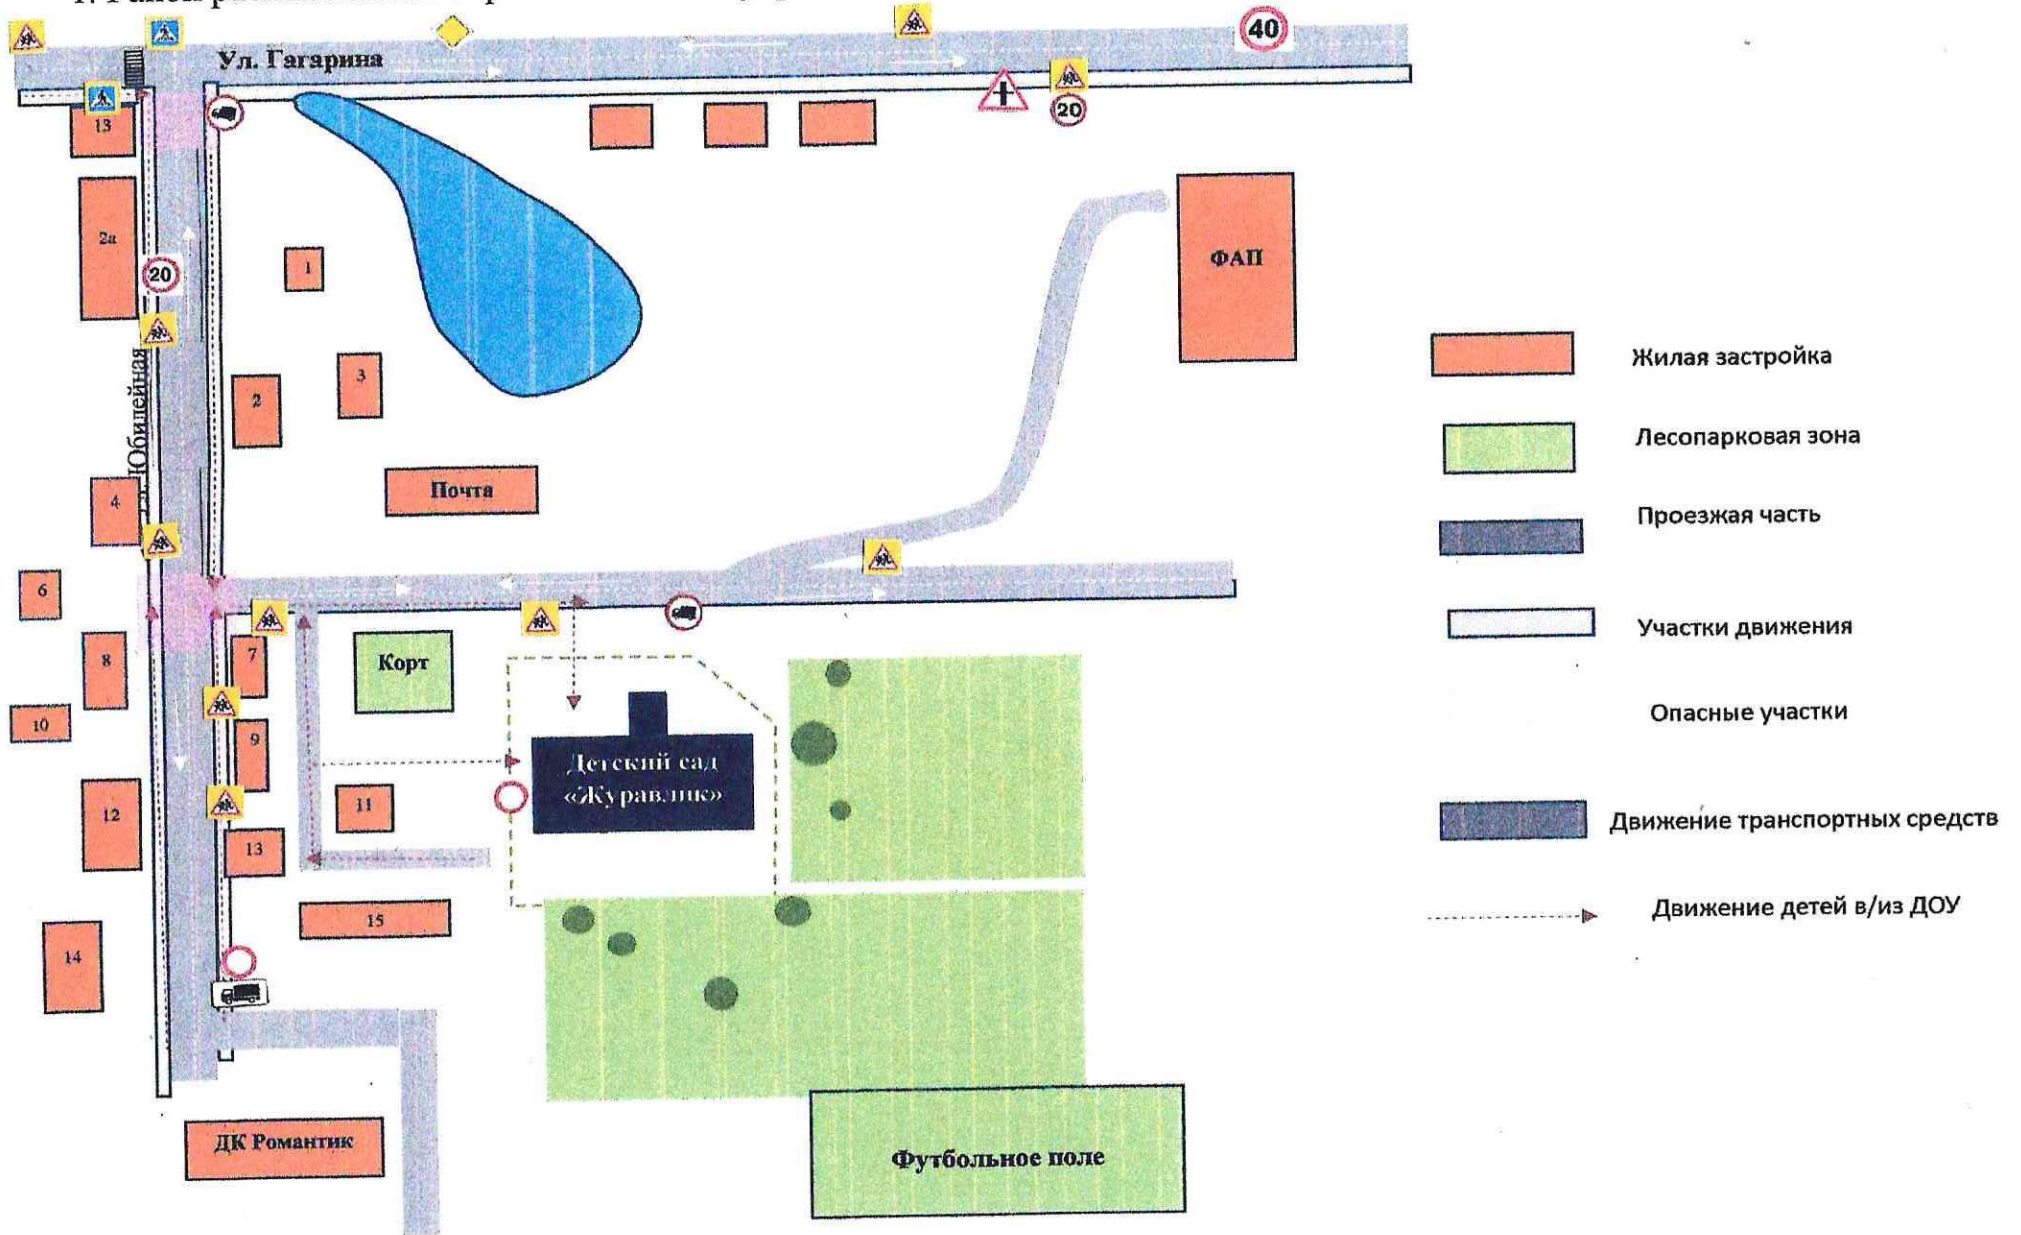 40
Ул. Гагарина
20
13
2а
1
ФАП
20
3
2
Юбилейная
Почта
4
6
7
Корт
8
10
9
Детский сад
«Журавлик»
11
12
13
15
14
ДК Романтик
Футбольное поле
Жилая застройка
Лесопарковая зона
Проезжая часть
Участки движения
Опасные участки
Движение транспортных средств
Движение детей в/из ДОУ